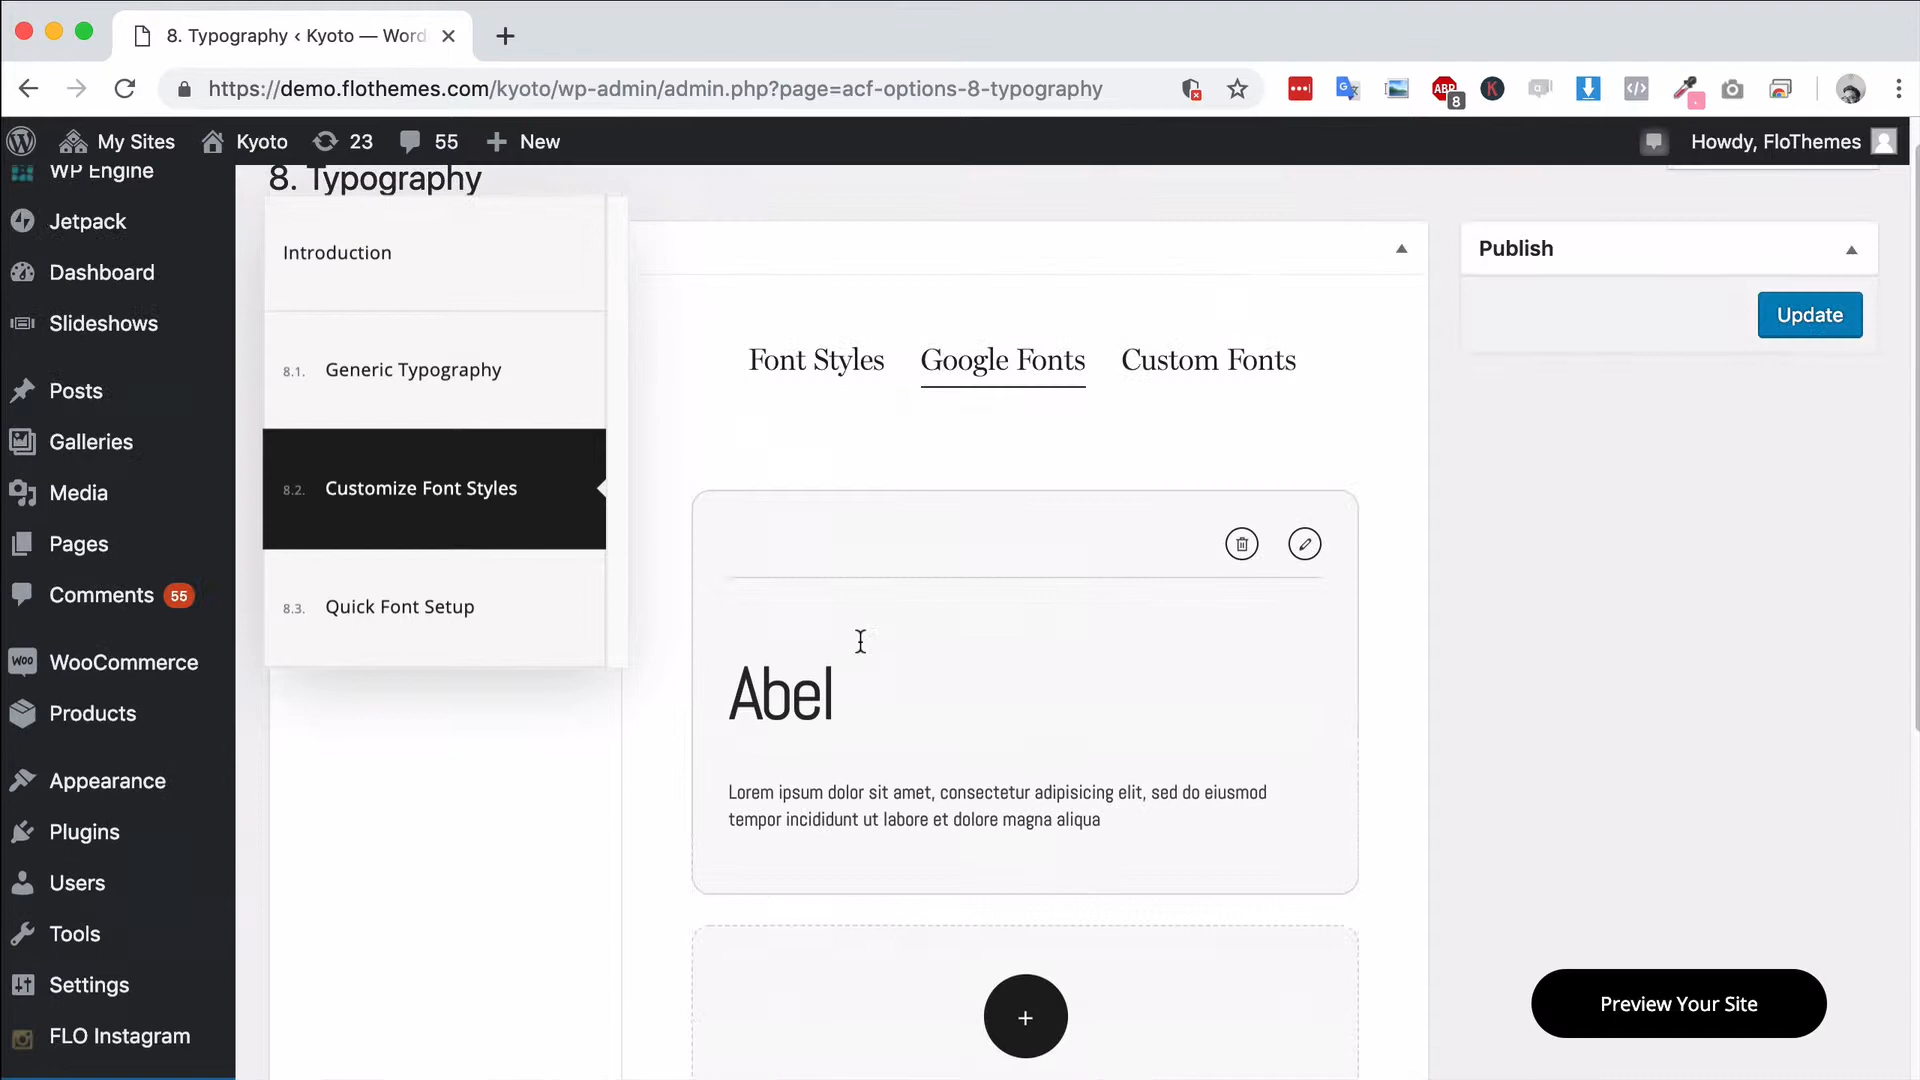 8. Typography ‹ Kyoto — Word
https://demo.flothemes.com/kyoto/wp-admin/admin.php?page=acf-options-8-typography
ABP
8
K
My Sites
Kyoto
23
55
New
Howdy, FloThemes
WP Engine
Jetpack
Dashboard
Slideshows
Posts
Galleries
Media
Pages
Comments 55
WooCommerce
Products
Appearance
Plugins
Users
Tools
Settings
FLO Instagram
8. Typography
Introduction
8.1. Generic Typography
8.2. Customize Font Styles
8.3. Quick Font Setup
Font Styles
Google Fonts
Custom Fonts
Abel
Lorem ipsum dolor sit amet, consectetur adipisicing elit, sed do eiusmod
tempor incididunt ut labore et dolore magna aliqua
Publish
Update
Preview Your Site